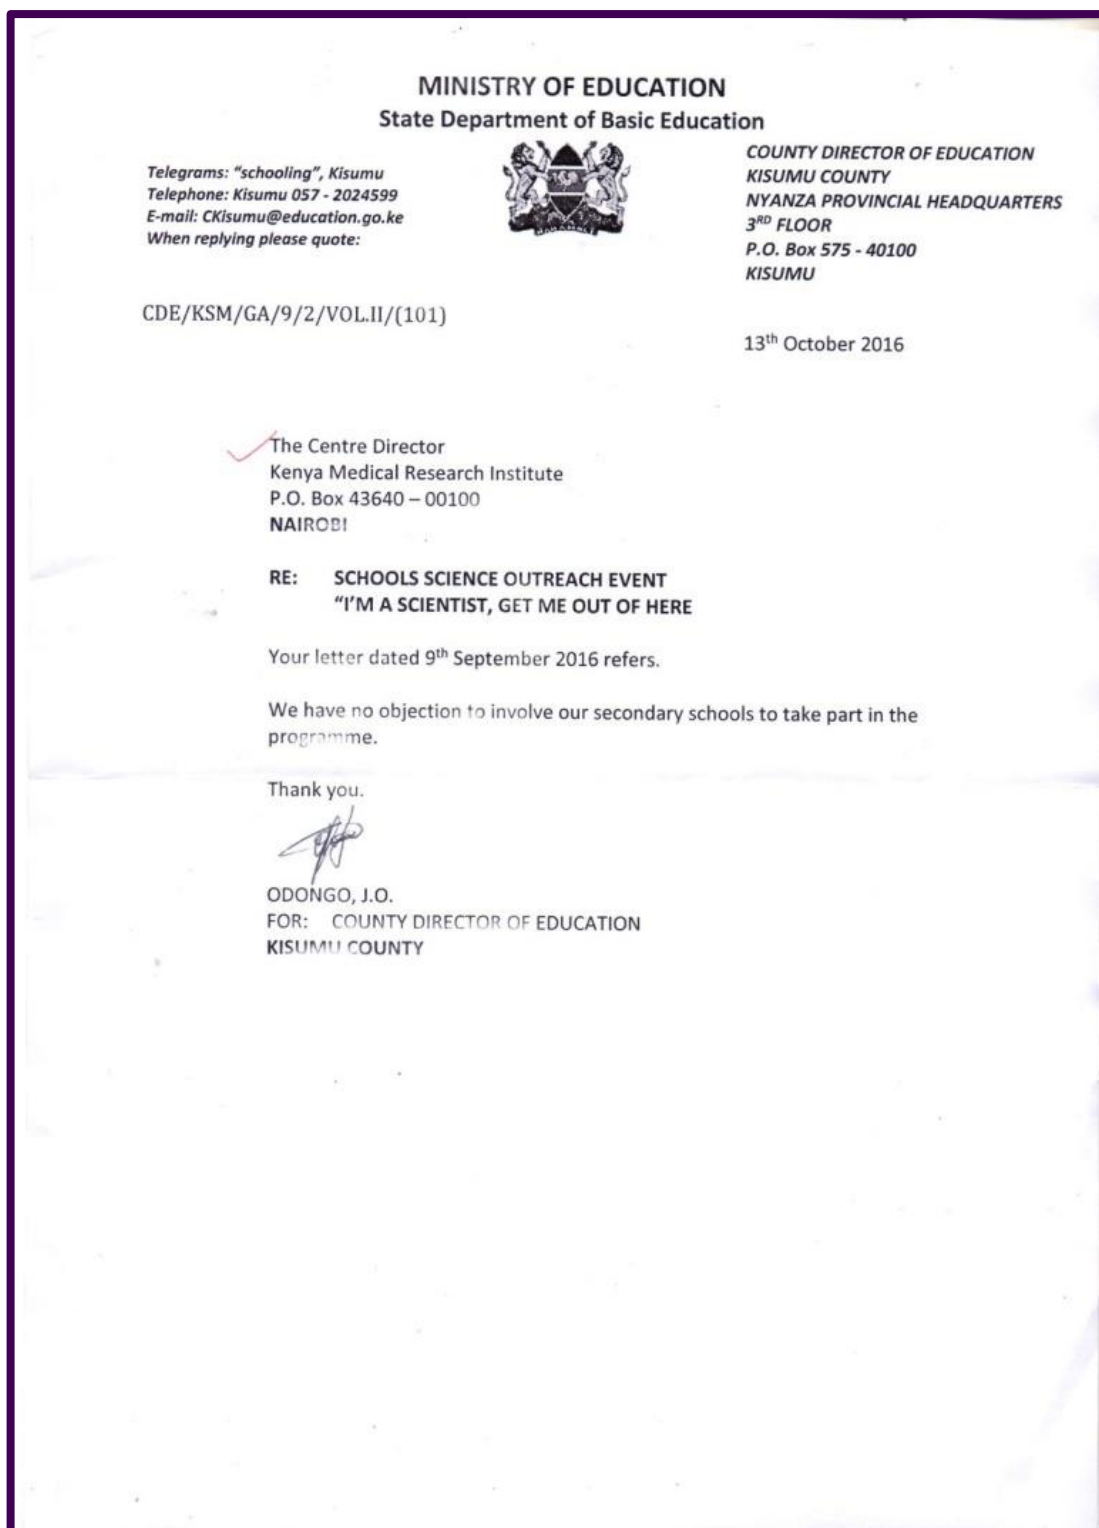 MINISTRY OF EDUCATION
State Department of Basic Education
Telegrams: "schooling", Kisumu
Telephone: Kisumu 057 - 2024599
E-mail: CKisumu@education.go.ke
When replying please quote:
HARAMBEE
COUNTY DIRECTOR OF EDUCATION
KISUMU COUNTY
NYANZA PROVINCIAL HEADQUARTERS
3RD FLOOR
P.O. Box 575 - 40100
KISUMU
CDE/KSM/GA/9/2/VOL.II/(101)
13th October 2016
The Centre Director
Kenya Medical Research Institute
P.O. Box 43640 – 00100
NAIROBI
RE: SCHOOLS SCIENCE OUTREACH EVENT
"I'M A SCIENTIST, GET ME OUT OF HERE
Your letter dated 9th September 2016 refers.
We have no objection to involve our secondary schools to take part in the
programme.
Thank you.
ODONGO, J.O.
FOR: COUNTY DIRECTOR OF EDUCATION
KISUMU COUNTY